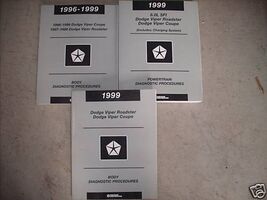 1996-1999
1996-1999 Dodge Viper Coupe
1997-1999 Dodge Viper Roadster
BODY
DIAGNOSTIC PROCEDURES
1999
8.0L SFI
Dodge Viper Roadster
Dodge Viper Coupe
(Includes: Charging System)
POWERTRAIN
DIAGNOSTIC PROCEDURES
1999
Dodge Viper Roadster
Dodge Viper Coupe
BODY
DIAGNOSTIC PROCEDURES